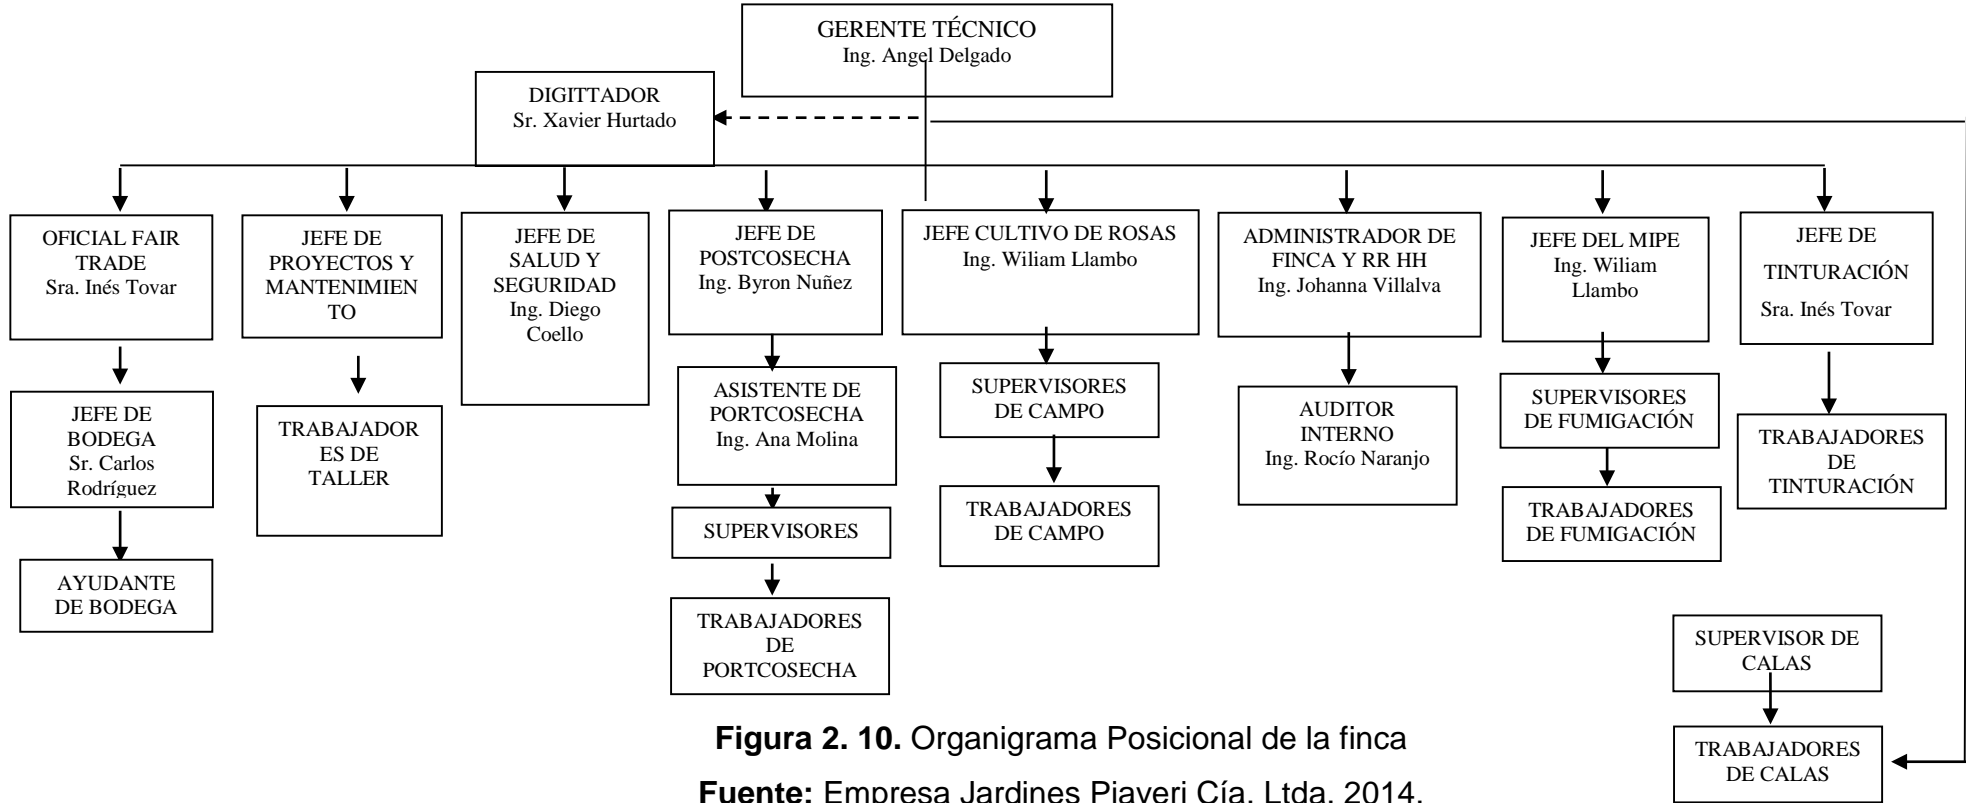 GERENTE TÉCNICO
Ing. Angel Delgado
DIGITTADOR
Sr. Xavier Hurtado
OFICIAL FAIR
TRADE
Sra. Inés Tovar
JEFE DE
PROYECTOS Y
MANTENIMIEN
TO
JEFE DE
SALUD Y
SEGURIDAD
Ing. Diego
Coello
JEFE DE
POSTCOSECHA
Ing. Byron Nuñez
JEFE CULTIVO DE ROSAS
Ing. Wiliam Llambo
ADMINISTRADOR DE
FINCA Y RR HH
Ing. Johanna Villalva
JEFE DEL MIPE
Ing. Wiliam
Llambo
JEFE DE
TINTURACIÓN
Sra. Inés Tovar
JEFE DE
BODEGA
Sr. Carlos
Rodríguez
TRABAJADOR
ES DE
TALLER
ASISTENTE DE
PORTCOSECHA
Ing. Ana Molina
SUPERVISORES
DE CAMPO
AUDITOR
INTERNO
Ing. Rocío Naranjo
SUPERVISORES
DE FUMIGACIÓN
TRABAJADORES
DE
TINTURACIÓN
AYUDANTE
DE BODEGA
SUPERVISORES
TRABAJADORES
DE CAMPO
TRABAJADORES
DE FUMIGACIÓN
TRABAJADORES
DE
PORTCOSECHA
SUPERVISOR DE
CALAS
TRABAJADORES
DE CALAS
Figura 2. 10. Organigrama Posicional de la finca
Fuente: Empresa Jardines Piaveri Cía. Ltda. 2014.